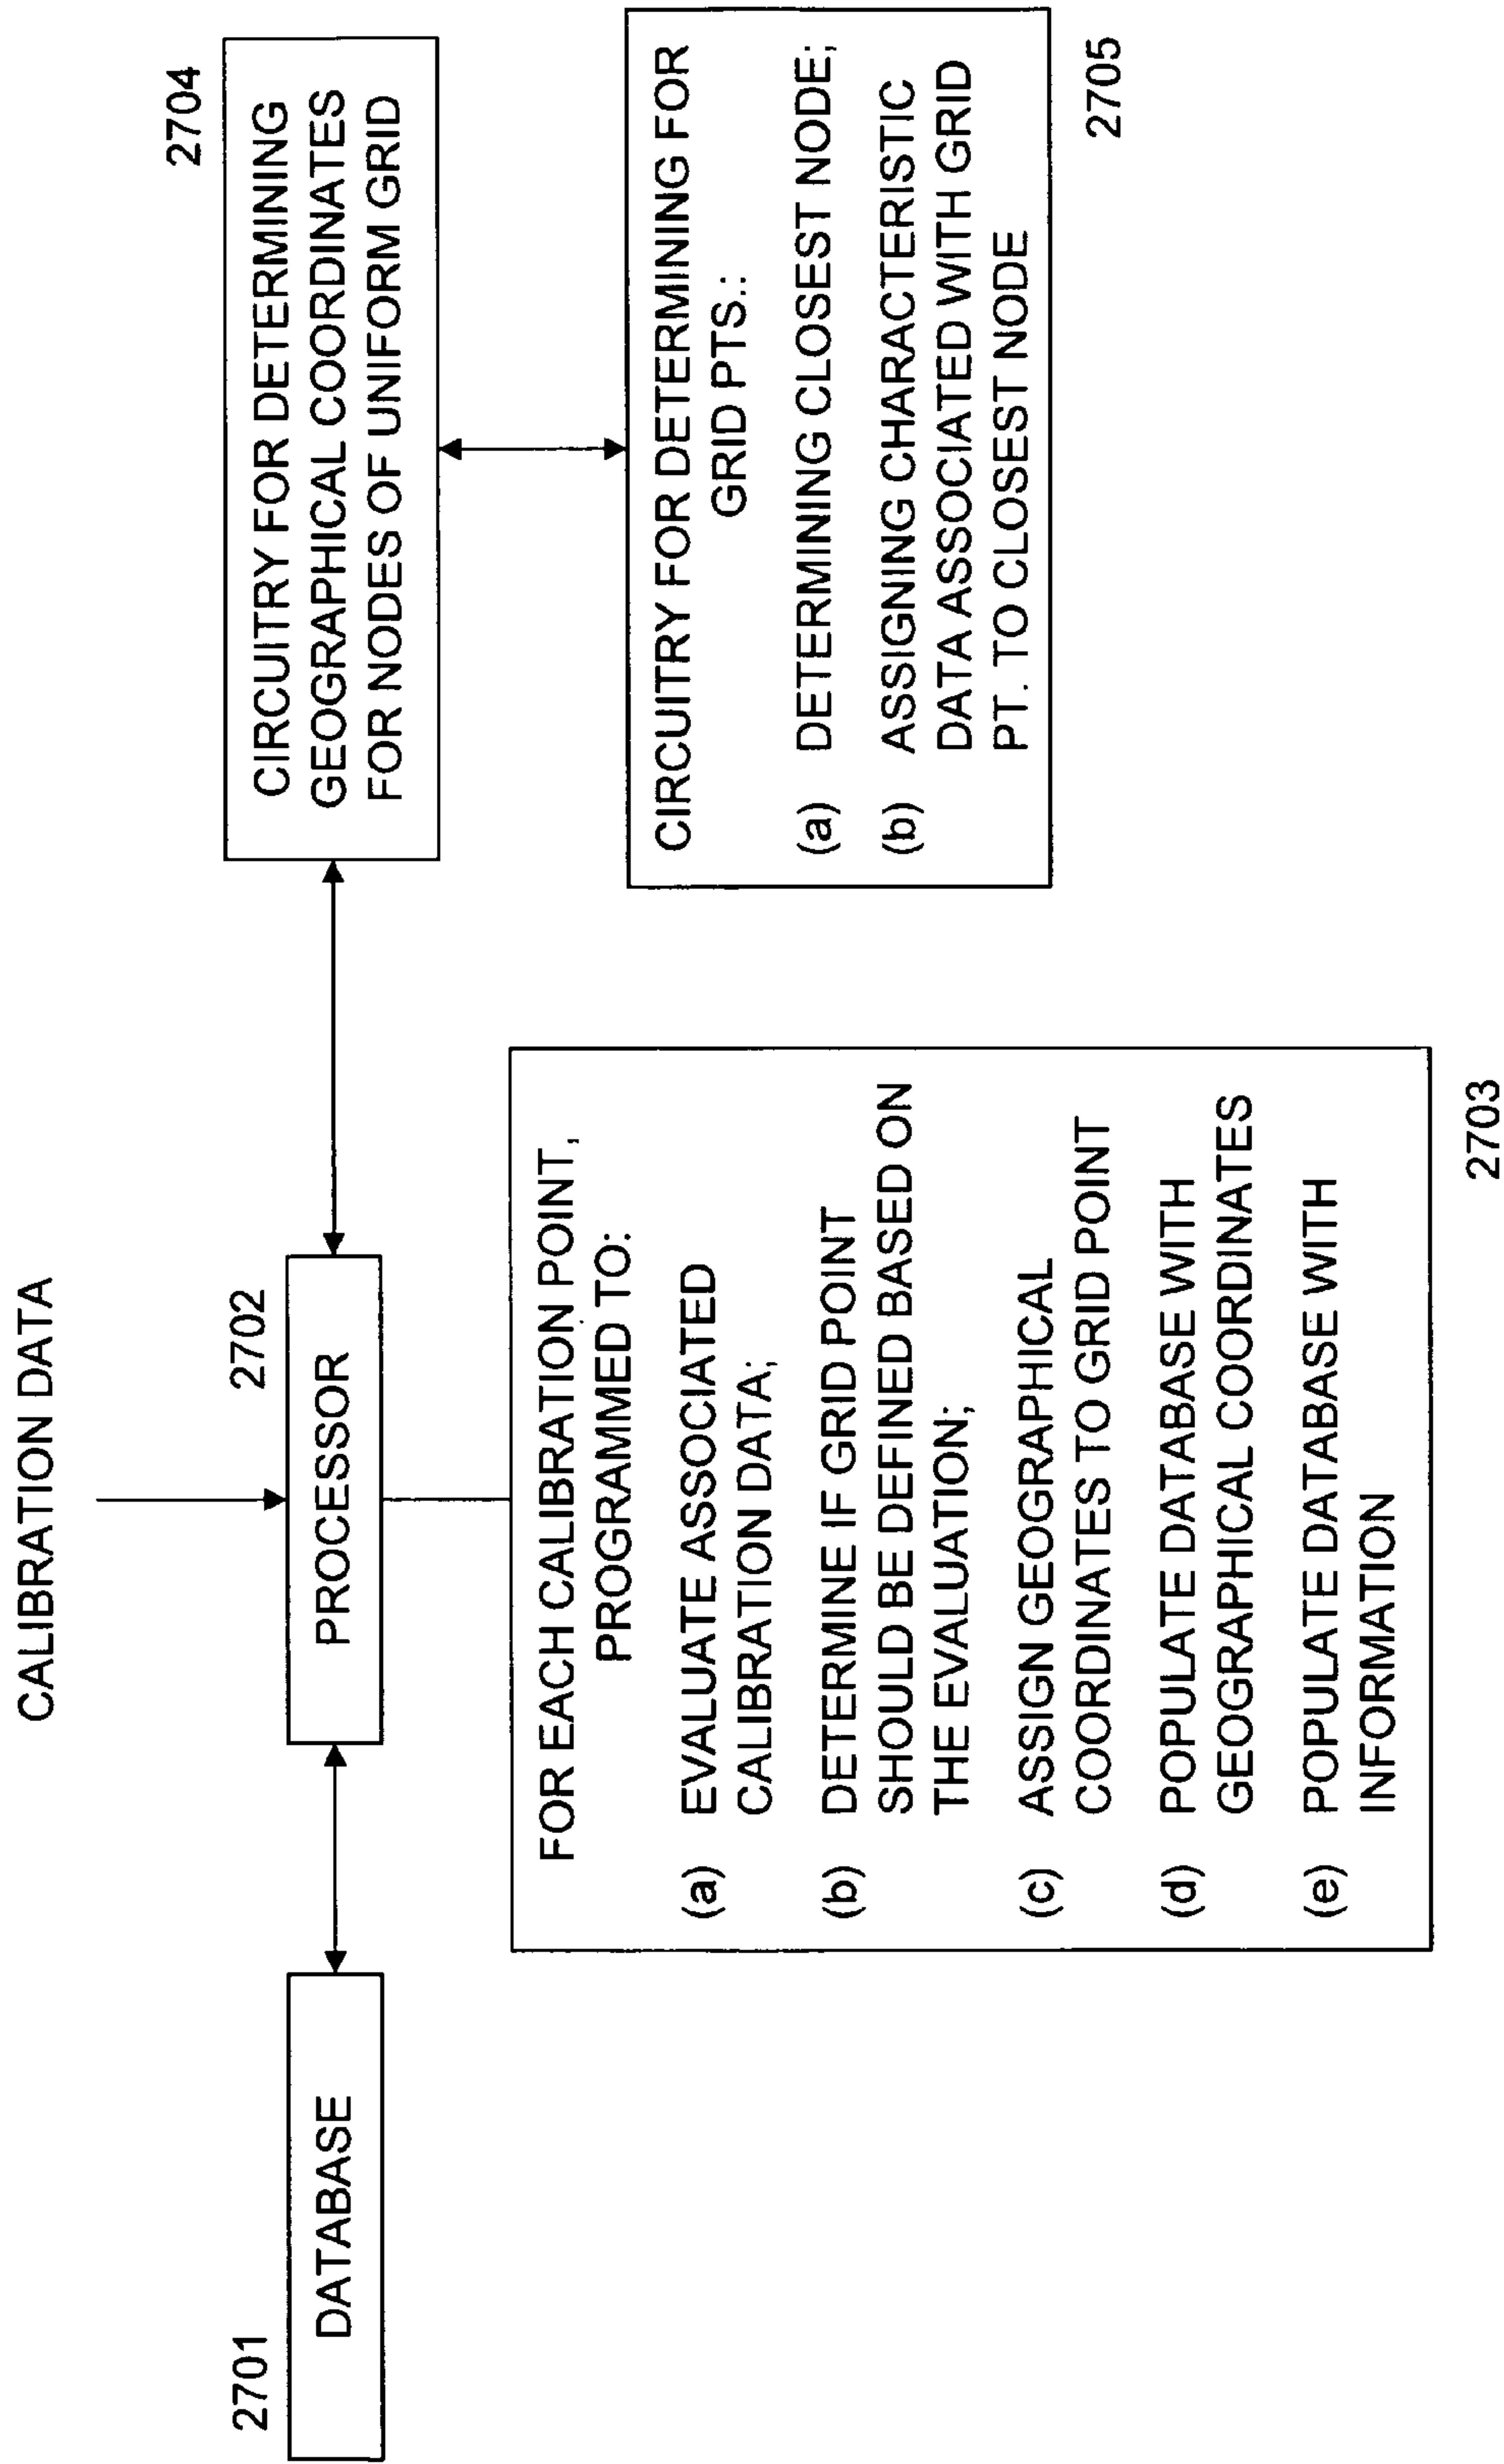 CALIBRATION DATA
2701
DATABASE
2702
PROCESSOR
2704
CIRCUITRY FOR DETERMINING
GEOGRAPHICAL COORDINATES
FOR NODES OF UNIFORM GRID
FOR EACH CALIBRATION POINT,
PROGRAMMED TO:
(a) EVALUATE ASSOCIATED
CALIBRATION DATA;
(b) DETERMINE IF GRID POINT
SHOULD BE DEFINED BASED ON
THE EVALUATION;
(c) ASSIGN GEOGRAPHICAL
COORDINATES TO GRID POINT
(d) POPULATE DATABASE WITH
GEOGRAPHICAL COORDINATES
(e) POPULATE DATABASE WITH
INFORMATION
2703
CIRCUITRY FOR DETERMINING FOR
GRID PTS.:
(a) DETERMINING CLOSEST NODE;
(b) ASSIGNING CHARACTERISTIC
DATA ASSOCIATED WITH GRID
PT. TO CLOSEST NODE
2705